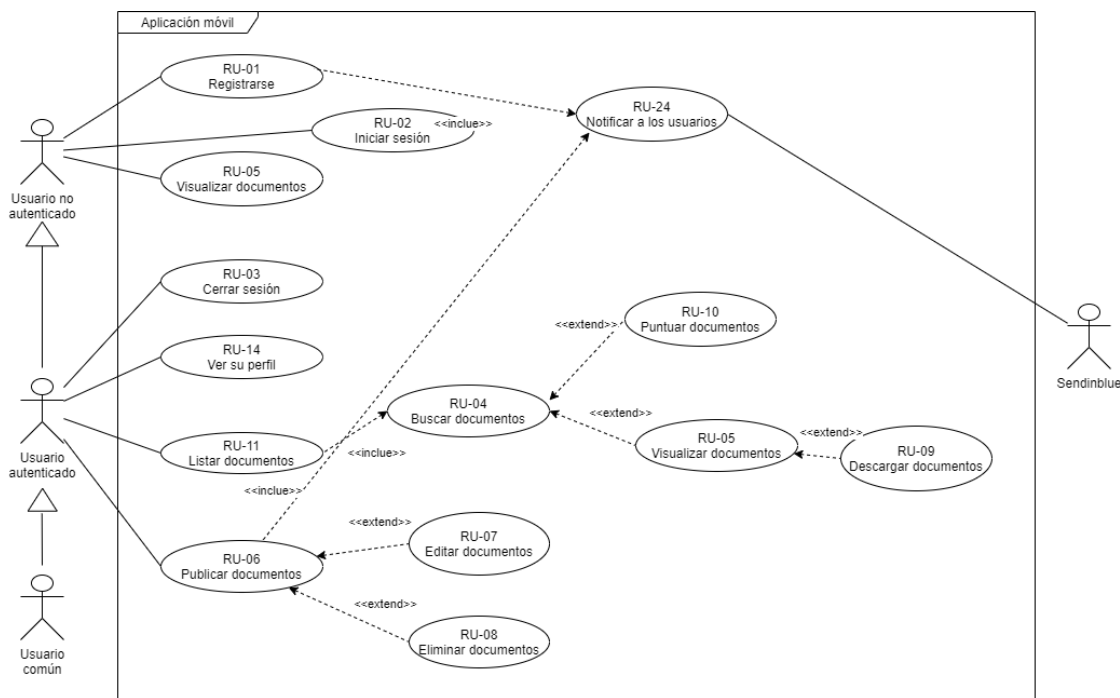 Aplicación móvil
RU-01
Registrarse
RU-24
Notificar a los usuarios
RU-02
Iniciar sesión
<<inclue>>
RU-05
Visualizar documentos
Usuario no
autenticado
RU-03
Cerrar sesión
RU-10
Puntuar documentos
<<extend>>
RU-14
Ver su perfil
Sendinblue
RU-04
Buscar documentos
<<extend>>
RU-05
Visualizar documentos
<<extend>>
RU-09
Descargar documentos
RU-11
Listar documentos
<<inclue>>
Usuario
autenticado
<<inclue>>
<<extend>>
RU-07
Editar documentos
RU-06
Publicar documentos
<<extend>>
RU-08
Eliminar documentos
Usuario
común